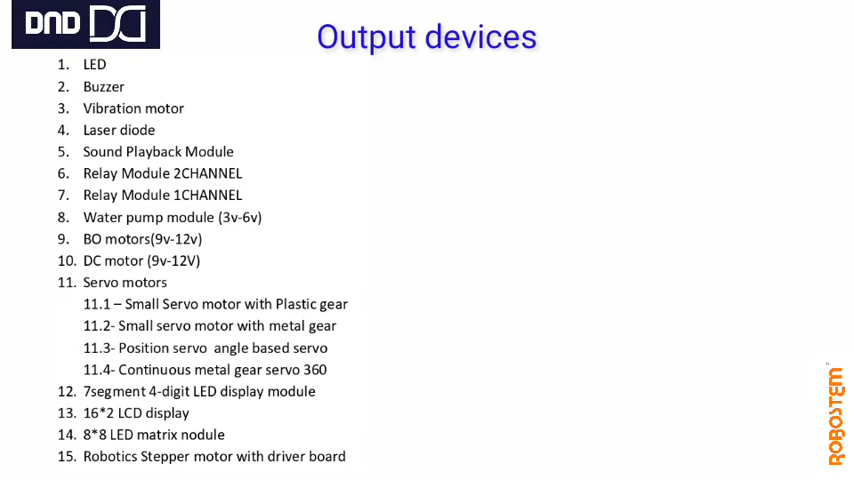 DND
Output devices
1. LED
2. Buzzer
3. Vibration motor
4. Laser diode
5. Sound Playback Module
6. Relay Module 2CHANNEL
7. Relay Module 1CHANNEL
8. Water pump module (3v-6v)
9. BO motors(9v-12v)
10. DC motor (9v-12V)
11. Servo motors
11.1 – Small Servo motor with Plastic gear
11.2- Small servo motor with metal gear
11.3- Position servo angle based servo
11.4- Continuous metal gear servo 360
12. 7segment 4-digit LED display module
13. 16*2 LCD display
14. 8*8 LED matrix nodule
15. Robotics Stepper motor with driver board
ROBOSTEM